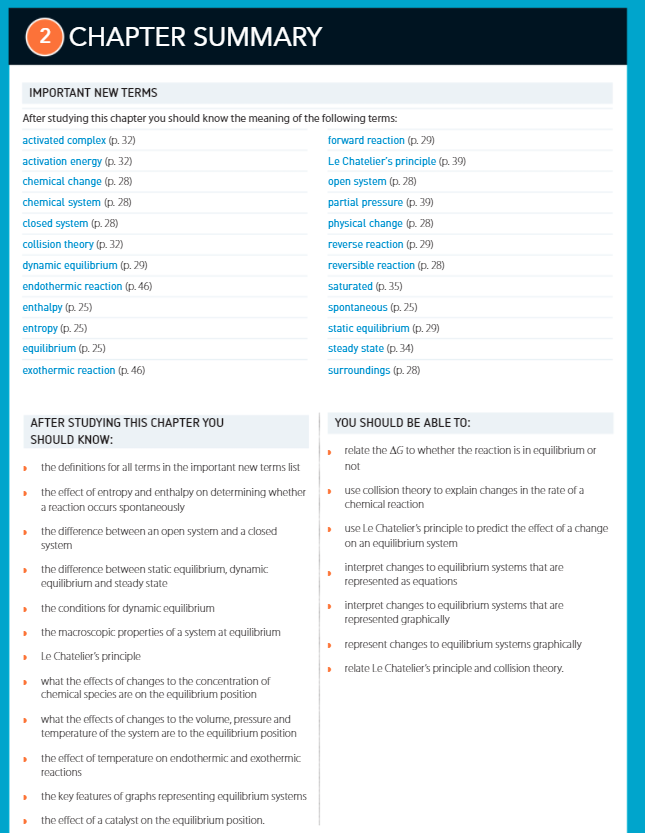 2 CHAPTER SUMMARY
IMPORTANT NEW TERMS
After studying this chapter you should know the meaning of the following terms:
activated complex (p. 32)
activation energy (p. 32)
chemical change (p. 28)
chemical system (p. 28)
closed system (p. 28)
collision theory (p. 32)
dynamic equilibrium (p. 29)
endothermic reaction (p. 46)
enthalpy (p. 25)
entropy (p. 25)
equilibrium (p. 25)
exothermic reaction (p. 46)
forward reaction (p. 29)
Le Chatelier's principle (p. 39)
open system (p. 28)
partial pressure (p. 39)
physical change (p. 28)
reverse reaction (p. 29)
reversible reaction (p. 28)
saturated (p. 35)
spontaneous (p. 25)
static equilibrium (p. 29)
steady state (p. 34)
surroundings (p. 28)
AFTER STUDYING THIS CHAPTER YOU
SHOULD KNOW:
the definitions for all terms in the important new terms list
the effect of entropy and enthalpy on determining whether
a reaction occurs spontaneously
the difference between an open system and a closed
system
the difference between static equilibrium, dynamic
equilibrium and steady state
the conditions for dynamic equilibrium
the macroscopic properties of a system at equilibrium
Le Chatelier's principle
what the effects of changes to the concentration of
chemical species are on the equilibrium position
what the effects of changes to the volume, pressure and
temperature of the system are to the equilibrium position
the effect of temperature on endothermic and exothermic
reactions
the key features of graphs representing equilibrium systems
the effect of a catalyst on the equilibrium position.
YOU SHOULD BE ABLE TO:
relate the ΔG to whether the reaction is in equilibrium or
not
use collision theory to explain changes in the rate of a
chemical reaction
use Le Chatelier's principle to predict the effect of a change
on an equilibrium system
interpret changes to equilibrium systems that are
represented as equations
interpret changes to equilibrium systems that are
represented graphically
represent changes to equilibrium systems graphically
relate Le Chatelier's principle and collision theory.